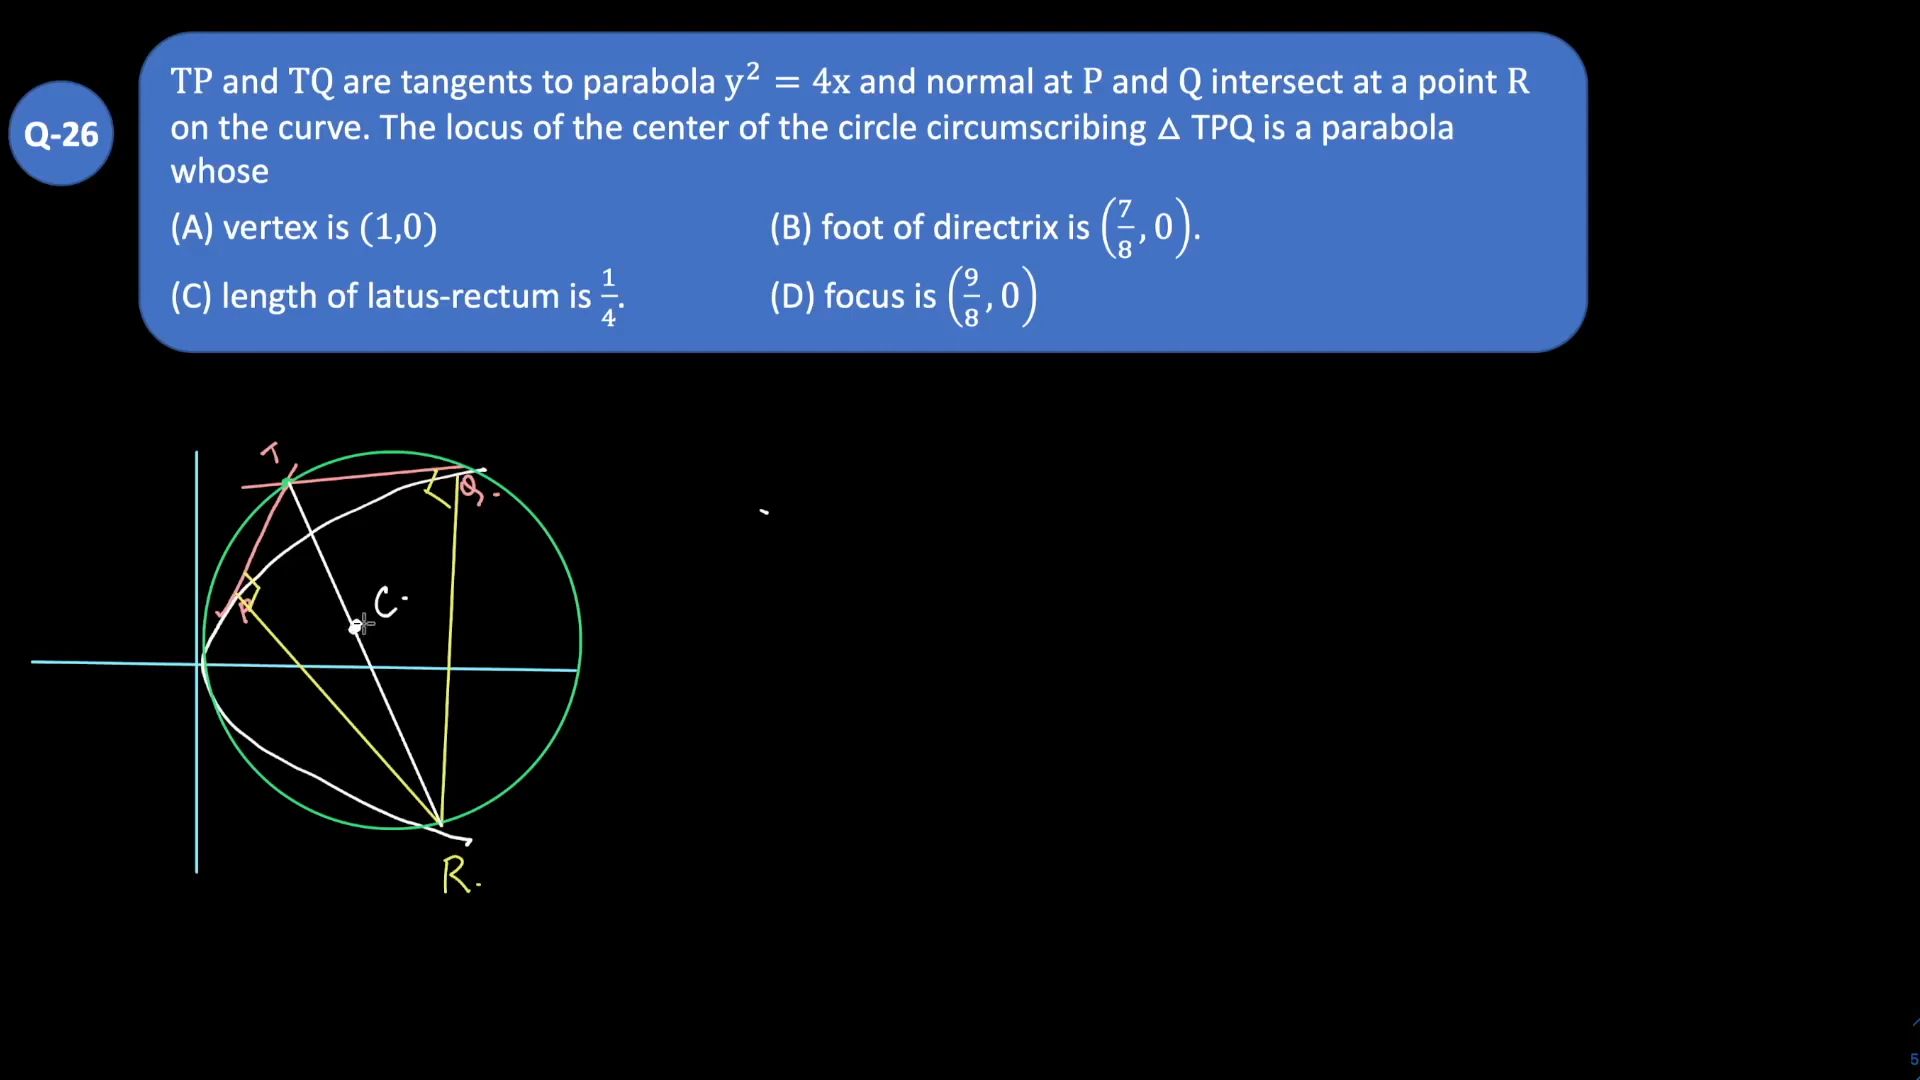 Q-26
TP and TQ are tangents to parabola y² = 4x and normal at P and Q intersect at a point R
on the curve. The locus of the center of the circle circumscribing △ TPQ is a parabola
whose
(A) vertex is (1,0)
(B) foot of directrix is (7/8, 0).
(C) length of latus-rectum is 1/4.
(D) focus is (9/8, 0)
T
Q.
P
C.
R.
5